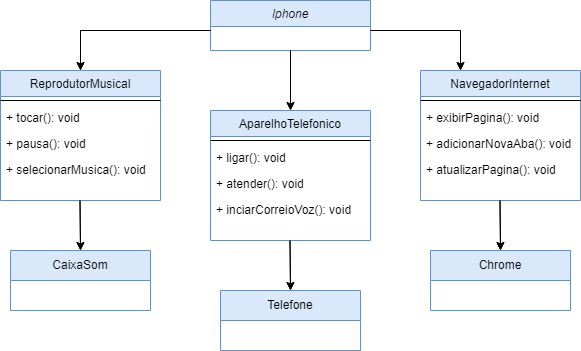 Iphone
ReprodutorMusical
+ tocar(): void
+ pausa(): void
+ selecionarMusica(): void
AparelhoTelefonico
+ ligar(): void
+ atender(): void
+ inciarCorreioVoz(): void
NavegadorInternet
+ exibirPagina(): void
+ adicionarNovaAba(): void
+ atualizarPagina(): void
CaixaSom
Telefone
Chrome